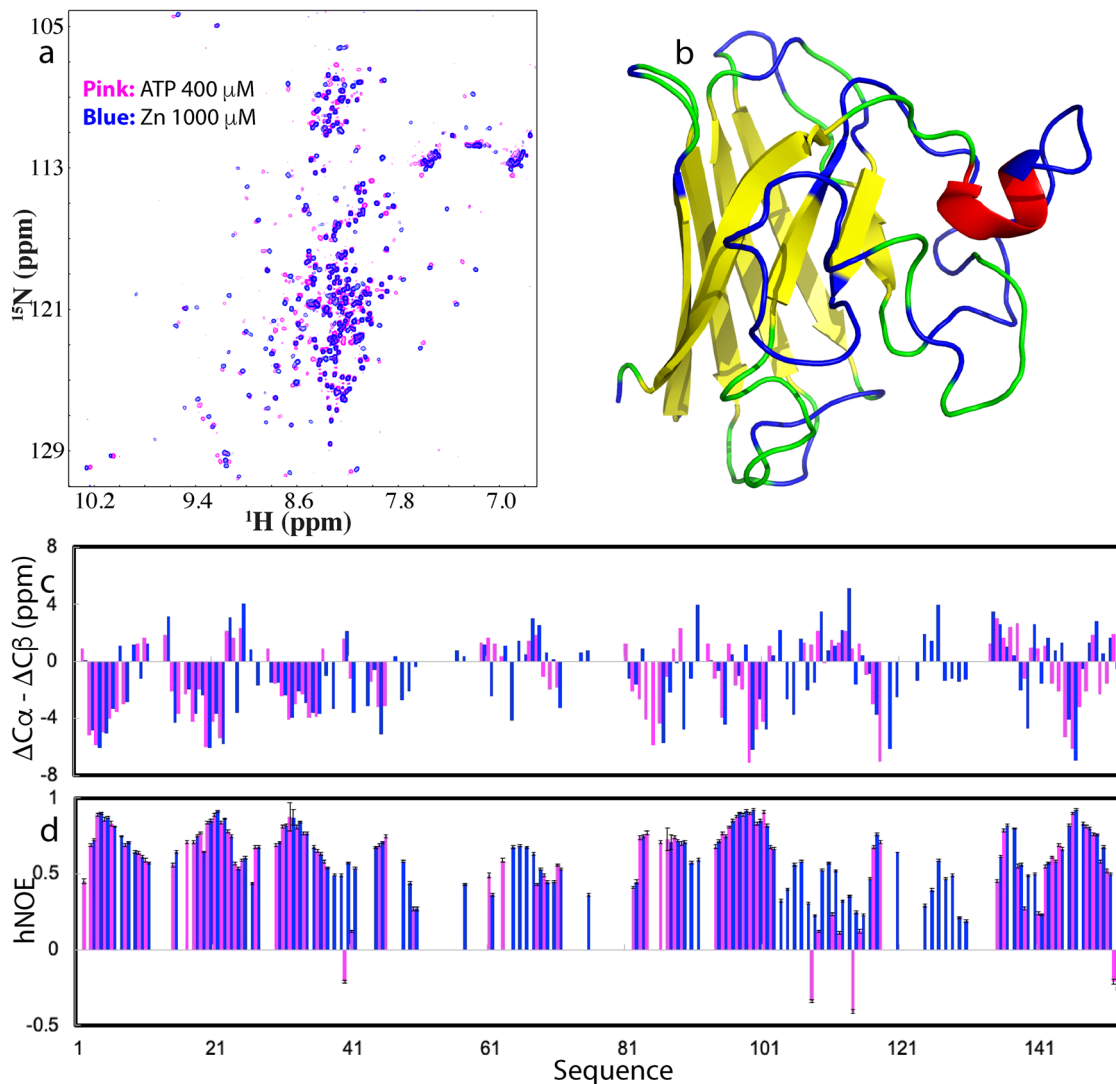 a
b
Pink: ATP 400 μM
Blue: Zn 1000 μM
105
113
121
129
¹⁵N (ppm)
10.2 9.4 8.6 7.8 7.0
¹H (ppm)
c
8
4
0
-4
-8
ΔCα - ΔCβ (ppm)
d
1
0.5
0
-0.5
hNOE
1 21 41 61 81 101 121 141
Sequence